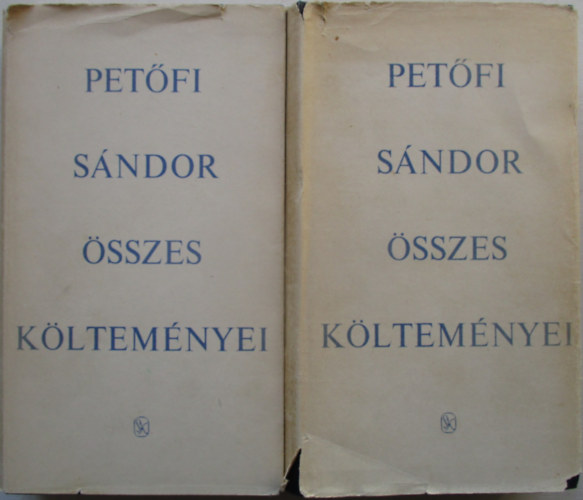 PETŐFI
SÁNDOR
ÖSSZES
KÖLTEMÉNYEI
PETŐFI
SÁNDOR
ÖSSZES
KÖLTEMÉNYEI